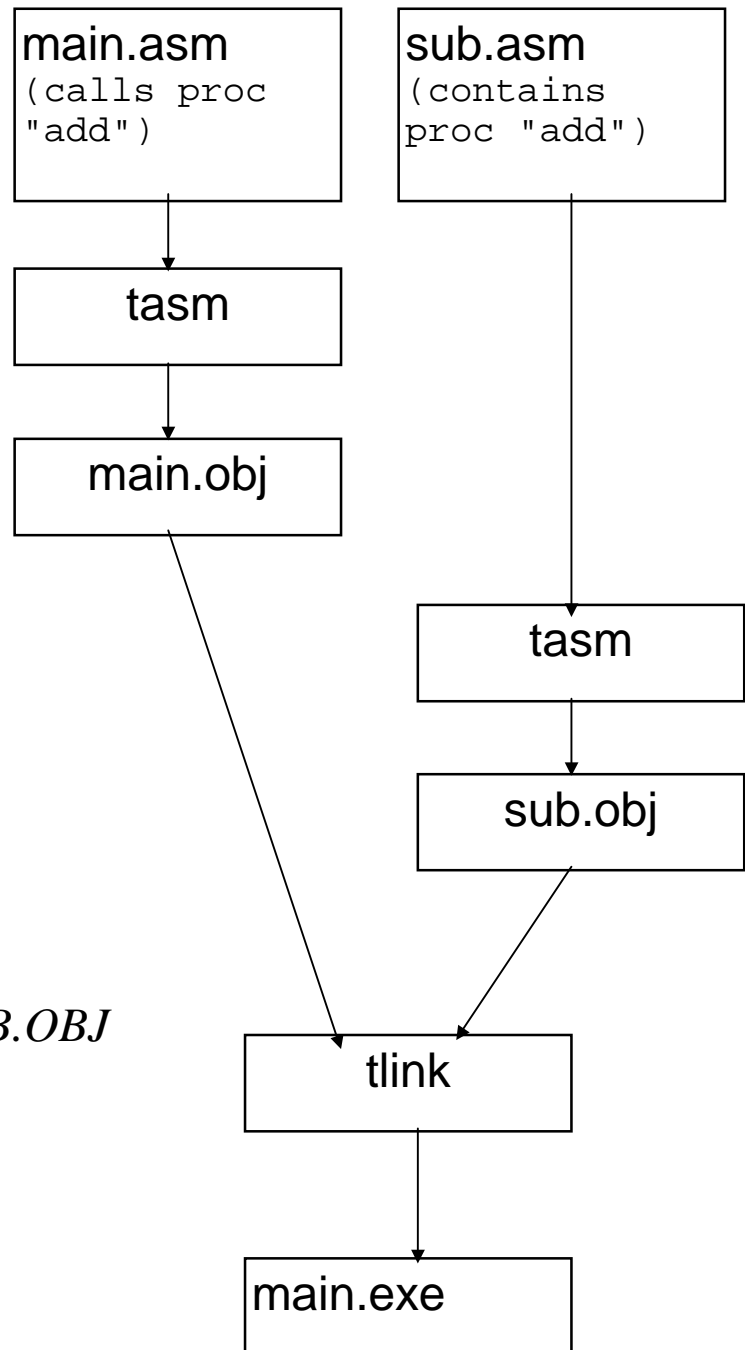 main.asm
(calls proc
"add")
sub.asm
(contains
proc "add")
tasm
main.obj
tasm
sub.obj
B.OBJ
tlink
main.exe